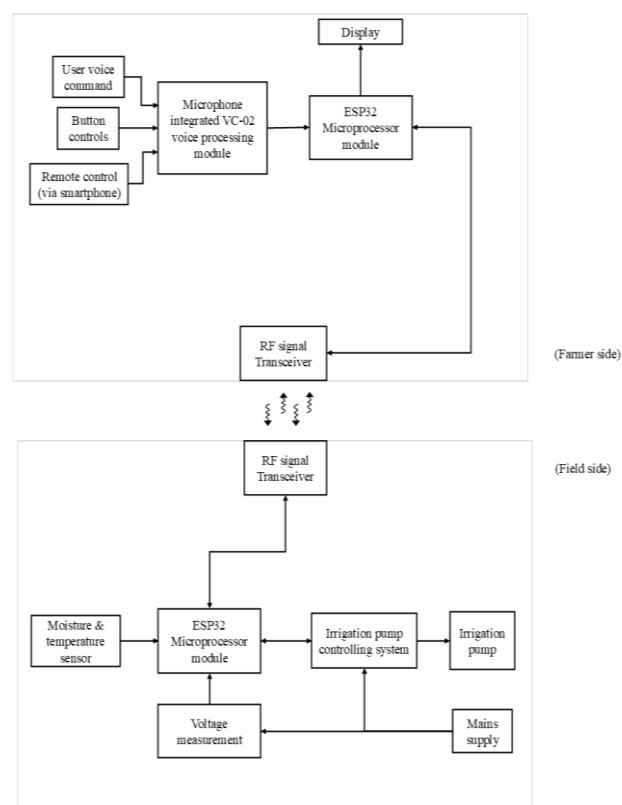 Display
User voice
command
Button
controls
Remote control
(via smartphone)
Microphone
integrated VC-02
voice processing
module
ESP32
Microprocessor
module
RF signal
Transceiver
(Farmer side)
RF signal
Transceiver
(Field side)
Moisture &
temperature
sensor
ESP32
Microprocessor
module
Irrigation pump
controlling system
Irrigation
pump
Voltage
measurement
Mains
supply